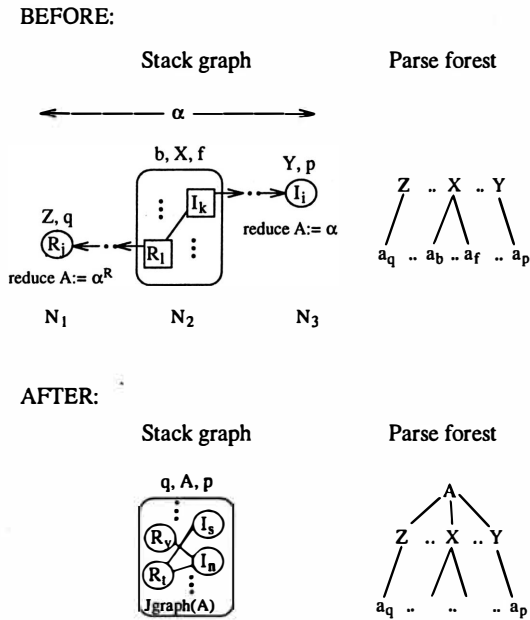 BEFORE:
Stack graph Parse forest
α
b, X, f
Y, p
Z, q
I_k
I_i
R_j
R_l
reduce A:= α
reduce A:= α^R
N_1 N_2 N_3
Z .. X .. Y
a_q .. a_b .. a_f .. a_p
AFTER:
Stack graph Parse forest
q, A, p
A
R_v I_s
R_t I_n
Jgraph(A)
Z .. X .. Y
a_q .. .. .. a_p